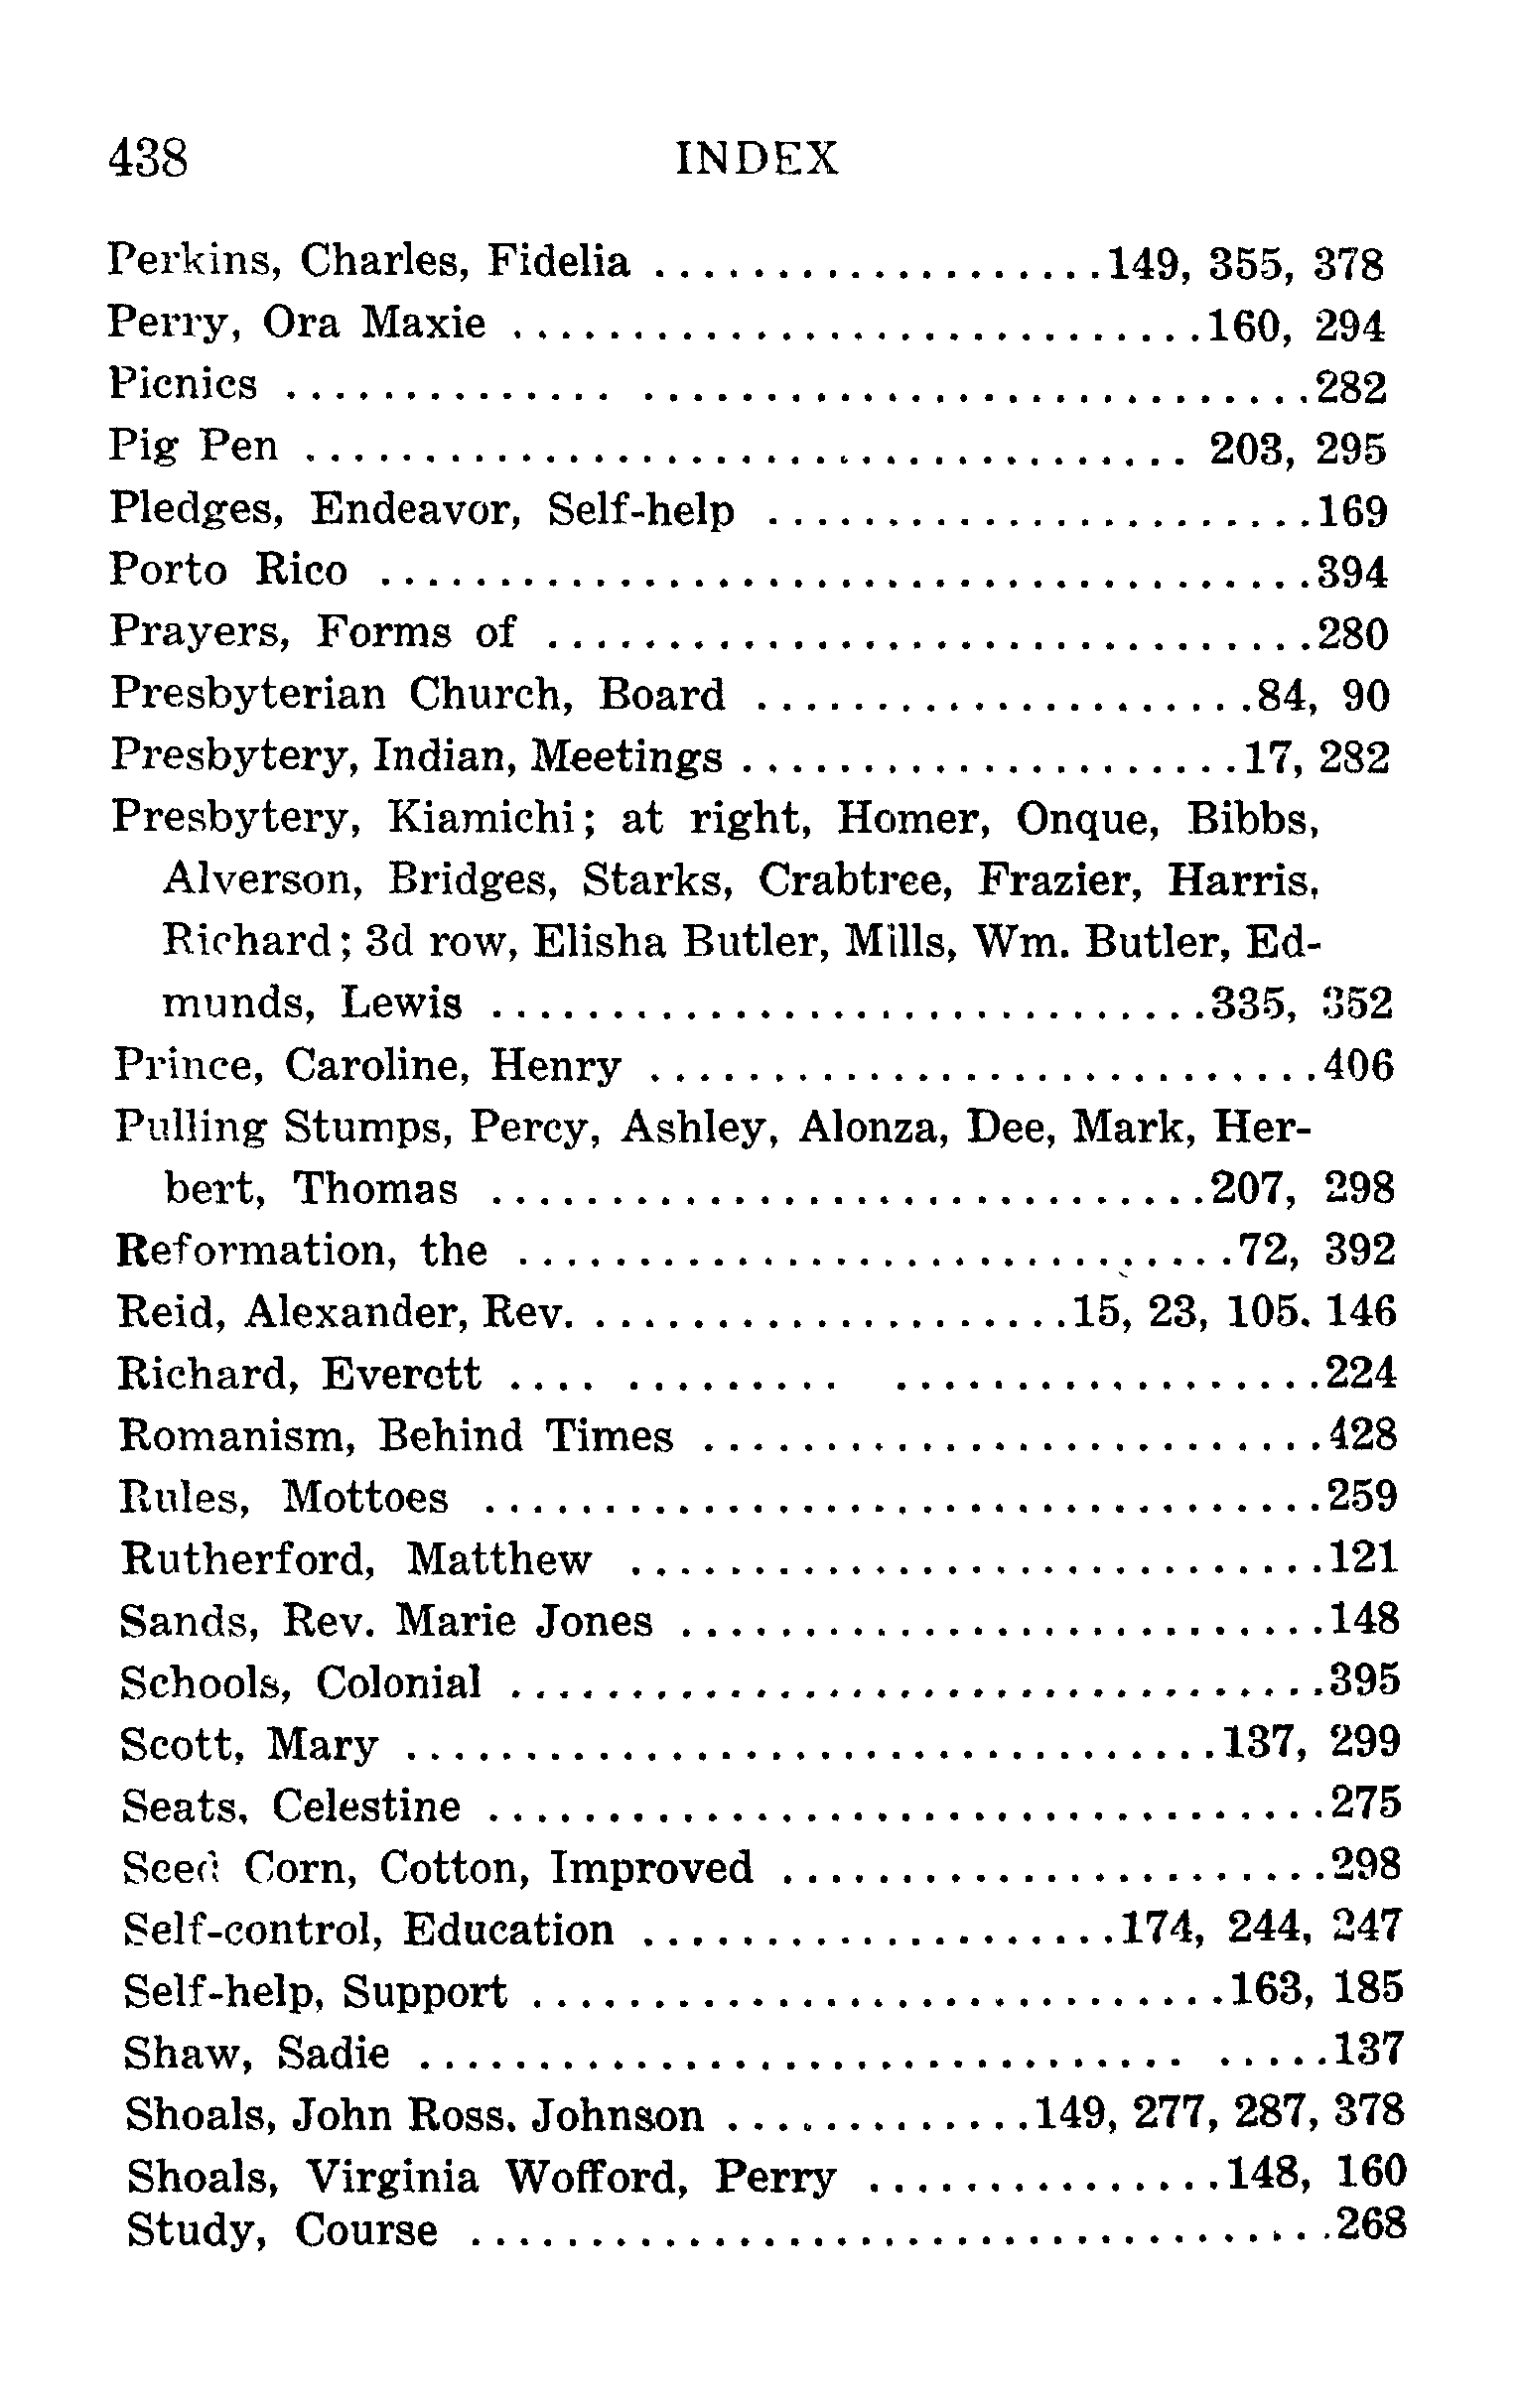 438 INDEX
Perkins, Charles, Fidelia ...................149, 355, 378
Perry, Ora Maxie .............................160, 294
Picnics ..........................................282
Pig Pen ..................................... 203, 295
Pledges, Endeavor, Self-help .......................169
Porto Rico .......................................394
Prayers, Forms of ................................280
Presbyterian Church, Board .....................84, 90
Presbytery, Indian, Meetings .....................17, 282
Presbytery, Kiamichi; at right, Homer, Onque, Bibbs,
Alverson, Bridges, Starks, Crabtree, Frazier, Harris,
Richard; 3d row, Elisha Butler, Mills, Wm. Butler, Ed-
munds, Lewis ..............................335, 352
Prince, Caroline, Henry ............................406
Pulling Stumps, Percy, Ashley, Alonza, Dee, Mark, Her-
bert, Thomas ..............................207, 298
Reformation, the ..............................72, 392
Reid, Alexander, Rev. ....................15, 23, 105. 146
Richard, Everett .... ......... ..................224
Romanism, Behind Times ..........................428
Rules, Mottoes ...................................259
Rutherford, Matthew .............................121
Sands, Rev. Marie Jones ...........................148
Schools, Colonial ..................................395
Scott, Mary ..................................137, 299
Seats, Celestine ...................................275
Seed Corn, Cotton, Improved .......................298
Self-control, Education ....................174, 244, 247
Self-help, Support .............................163, 185
Shaw, Sadie ................................ .....137
Shoals, John Ross. Johnson .............149, 277, 287, 378
Shoals, Virginia Wofford, Perry ...............148, 160
Study, Course ....................................268